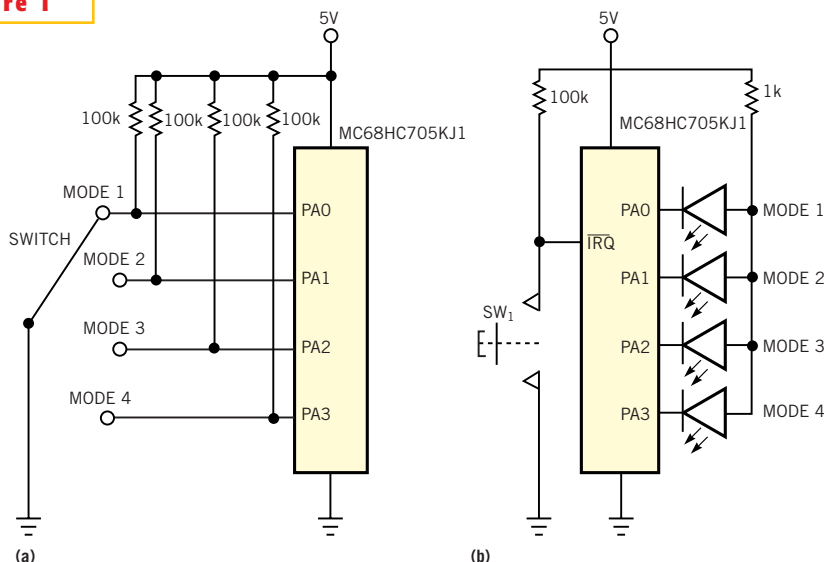 re 1
5V
100k
100k
100k
100k
MC68HC705KJ1
MODE 1
PA0
SWITCH
MODE 2
PA1
MODE 3
PA2
MODE 4
PA3
(a)
5V
100k
1k
MC68HC705KJ1
PA0
MODE 1
IRQ
PA1
MODE 2
SW1
PA2
MODE 3
PA3
MODE 4
(b)